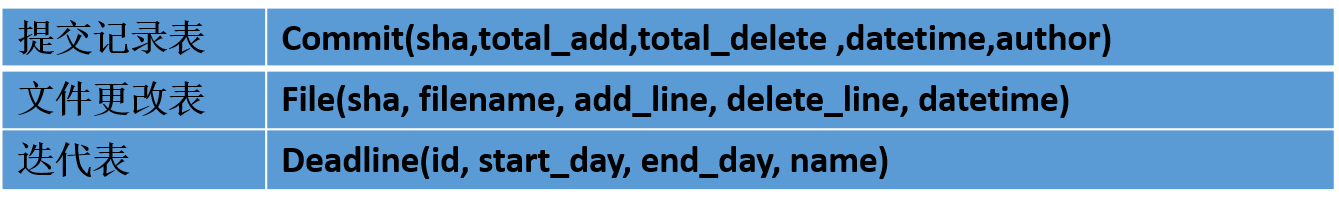 提交记录表 Commit(sha,total_add,total_delete ,datetime,author)
文件更改表 File(sha, filename, add_line, delete_line, datetime)
迭代表 Deadline(id, start_day, end_day, name)